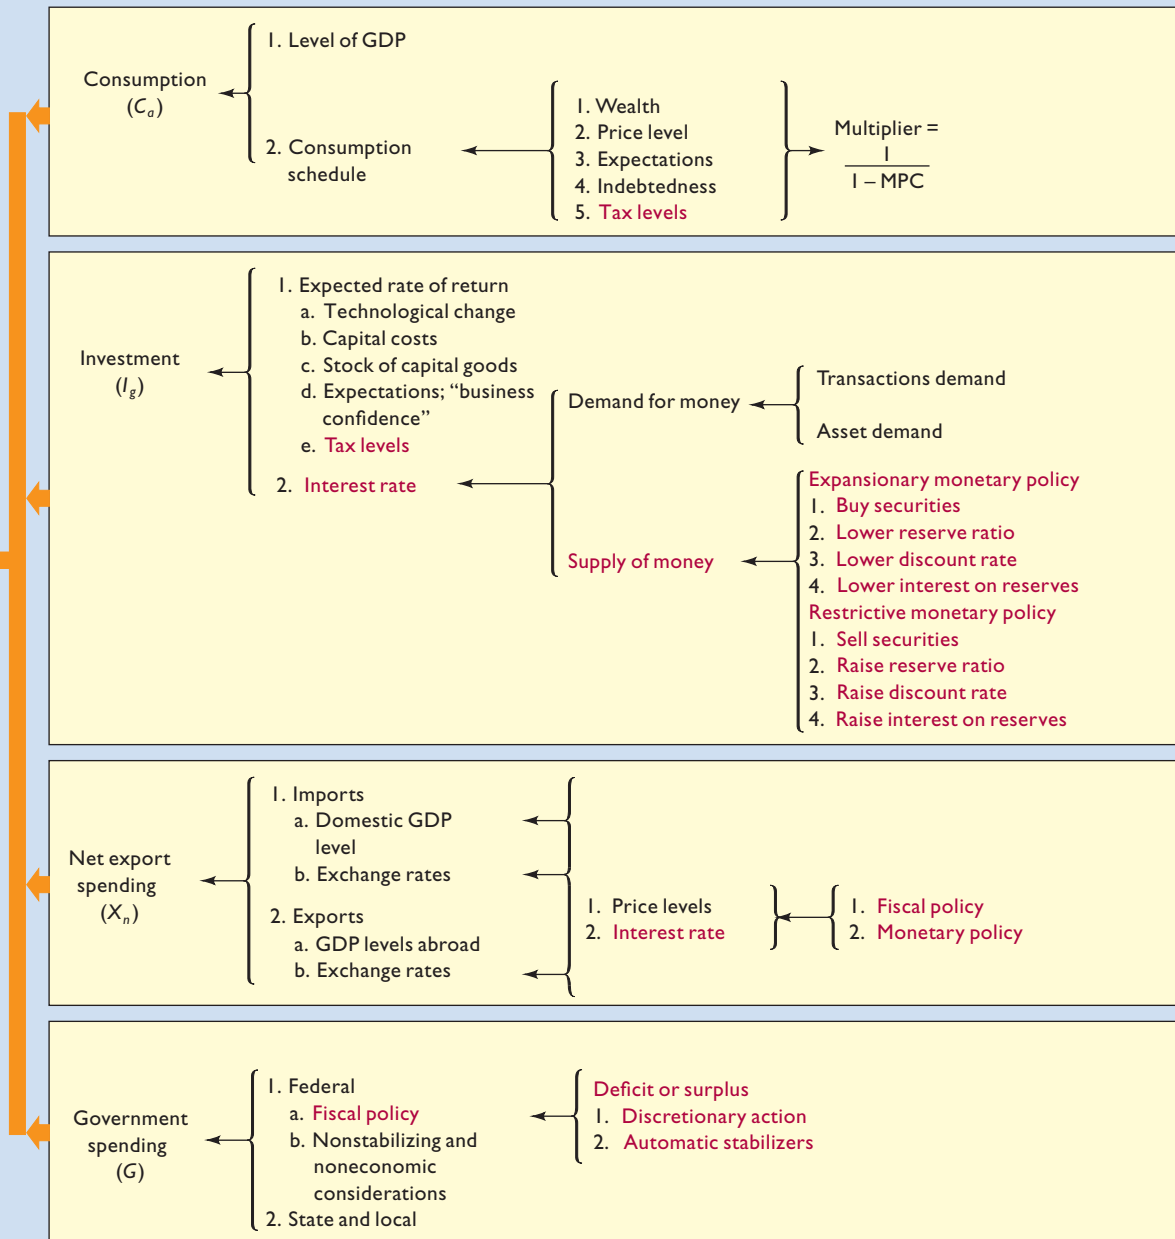 Consumption
(Ca)
1. Level of GDP
2. Consumption
schedule
1. Wealth
2. Price level
3. Expectations
4. Indebtedness
5. Tax levels
Multiplier =
1
1 – MPC
Investment
(Ig)
1. Expected rate of return
a. Technological change
b. Capital costs
c. Stock of capital goods
d. Expectations; “business
confidence”
e. Tax levels
2. Interest rate
Demand for money
Transactions demand
Asset demand
Supply of money
Expansionary monetary policy
1. Buy securities
2. Lower reserve ratio
3. Lower discount rate
4. Lower interest on reserves
Restrictive monetary policy
1. Sell securities
2. Raise reserve ratio
3. Raise discount rate
4. Raise interest on reserves
Net export
spending
(Xn)
1. Imports
a. Domestic GDP
level
b. Exchange rates
2. Exports
a. GDP levels abroad
b. Exchange rates
1. Price levels
2. Interest rate
1. Fiscal policy
2. Monetary policy
Government
spending
(G)
1. Federal
a. Fiscal policy
b. Nonstabilizing and
noneconomic
considerations
2. State and local
Deficit or surplus
1. Discretionary action
2. Automatic stabilizers